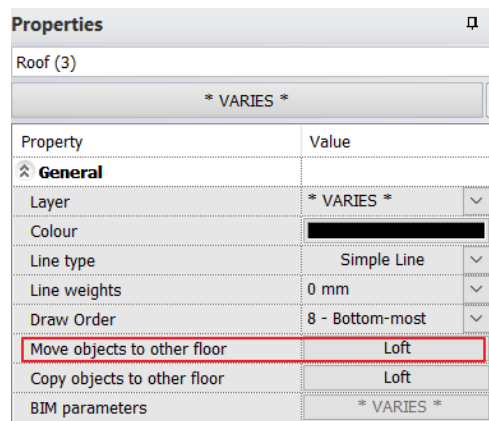 Properties
Roof (3)
* VARIES *
Property Value
General
Layer * VARIES *
Colour
Line type Simple Line
Line weights 0 mm
Draw Order 8 - Bottom-most
Move objects to other floor Loft
Copy objects to other floor Loft
BIM parameters * VARIES *